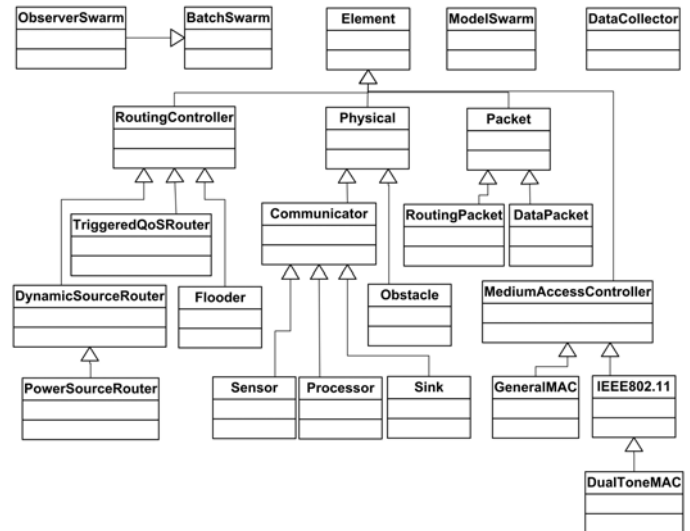 ObserverSwarm
BatchSwarm
Element
ModelSwarm
DataCollector
RoutingController
Physical
Packet
TriggeredQoSRouter
Communicator
RoutingPacket
DataPacket
DynamicSourceRouter
Flooder
Obstacle
MediumAccessController
PowerSourceRouter
Sensor
Processor
Sink
GeneralMAC
IEEE802.11
DualToneMAC